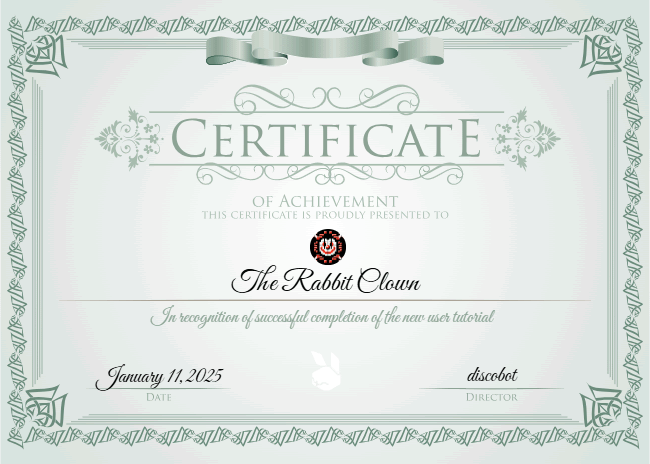 CERTIFICATE
OF ACHIEVEMENT
THIS CERTIFICATE IS PROUDLY PRESENTED TO
The Rabbit Clown
In recognition of successful completion of the new user tutorial
January 11, 2025
DATE
discobot
DIRECTOR